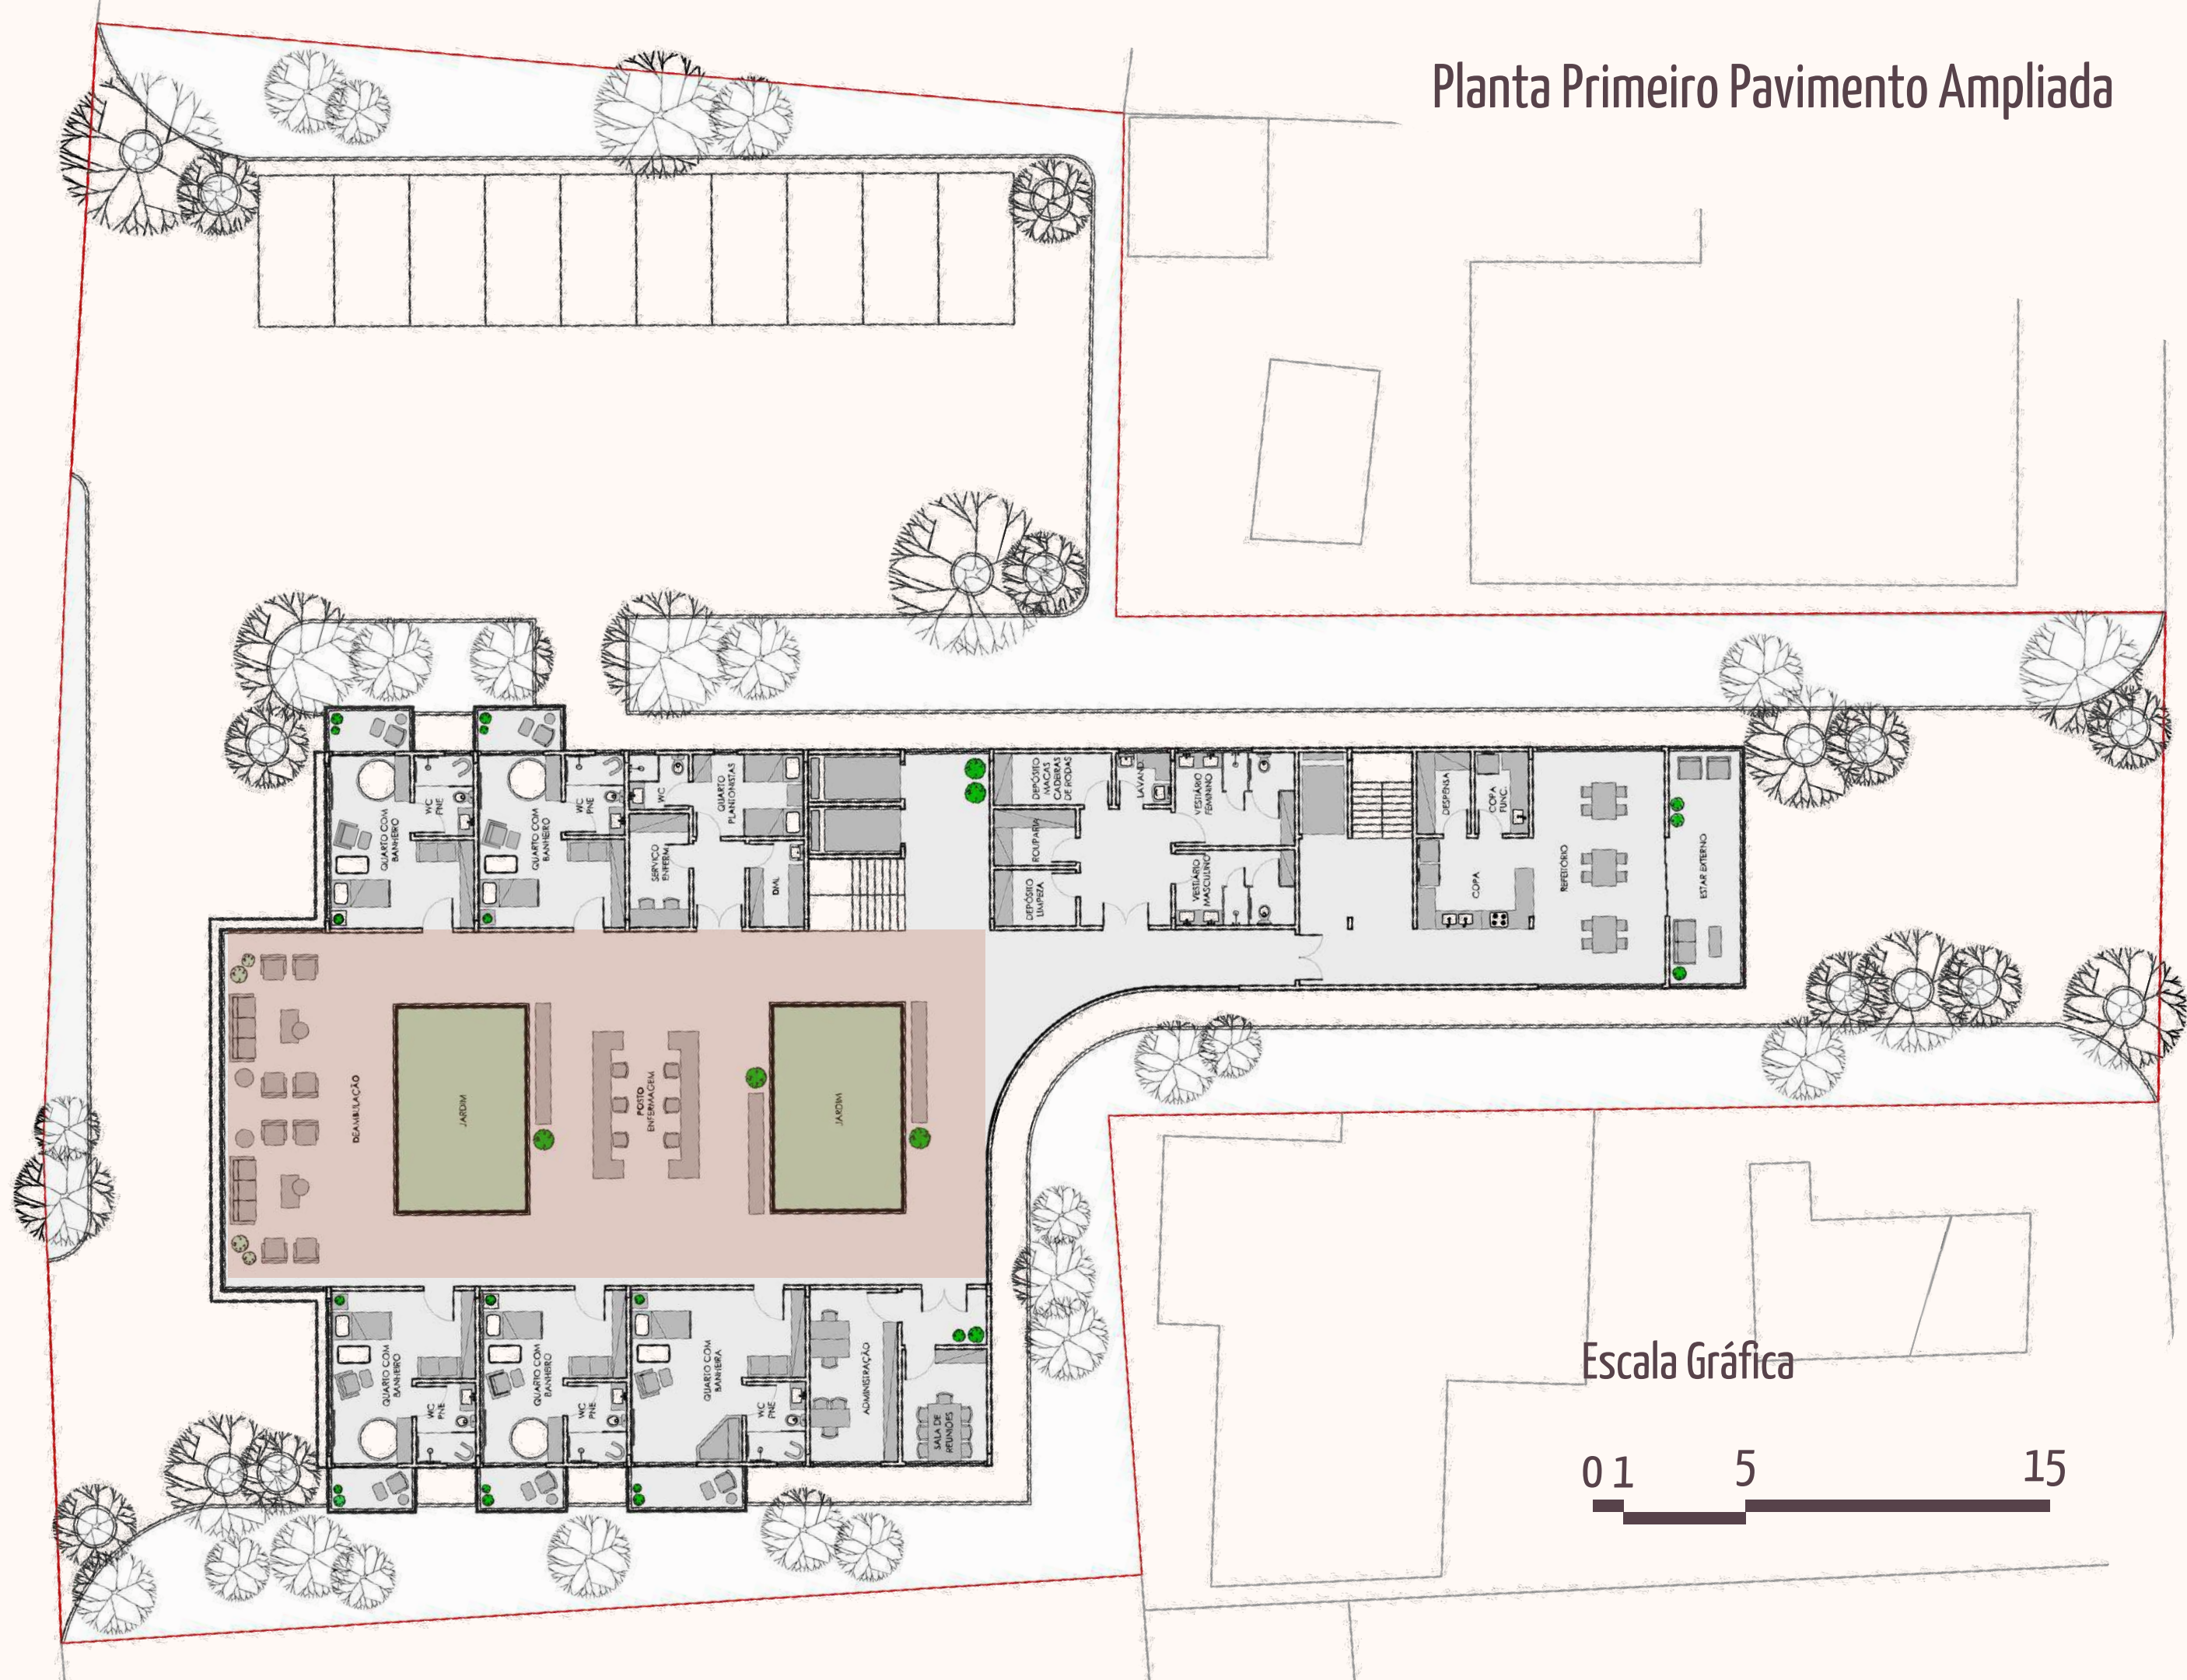 Planta Primeiro Pavimento Ampliada
QUARTO COM
BANHEIRO
WC
PNE
QUARTO COM
BANHEIRO
WC
PNE
WC
QUARTO
PLANTONISTAS
SERVIÇO
ENFERM.
DML
DEPÓSITO
MACAS
CADEIRAS
DE RODAS
LAVAND.
VESTIÁRIO
FEMININO
ROUPARIA
DEPÓSITO
LIMPEZA
VESTIÁRIO
MASCULINO
DESPENSA
COPA
FUNC.
COPA
REFEITÓRIO
ESTAR EXTERNO
DEAMBULAÇÃO
JARDIM
POSTO
ENFERMAGEM
JARDIM
QUARTO COM
BANHEIRO
WC
PNE
QUARTO COM
BANHEIRO
WC
PNE
QUARTO COM
BANHEIRA
WC
PNE
ADMINISTRAÇÃO
SALA DE
REUNIÕES
Escala Gráfica
0 1 5 15